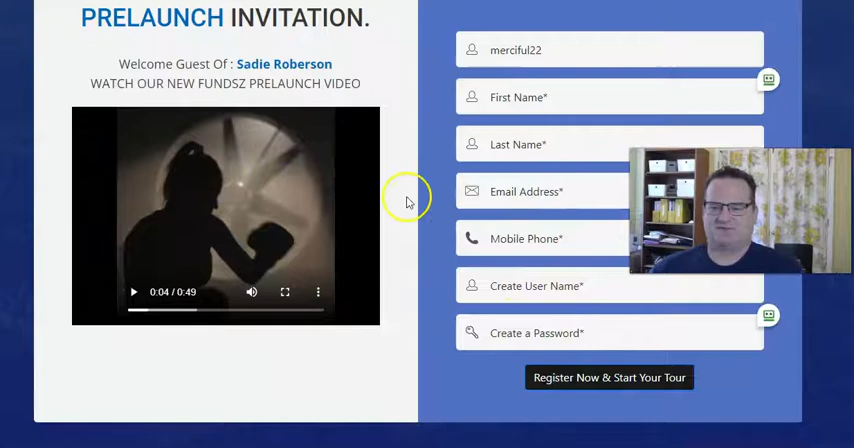 PRELAUNCH INVITATION.
Welcome Guest Of : Sadie Roberson
WATCH OUR NEW FUNDSZ PRELAUNCH VIDEO
0:04 / 0:49
merciful22
First Name*
Last Name*
Email Address*
Mobile Phone*
Create User Name*
Create a Password*
Register Now & Start Your Tour